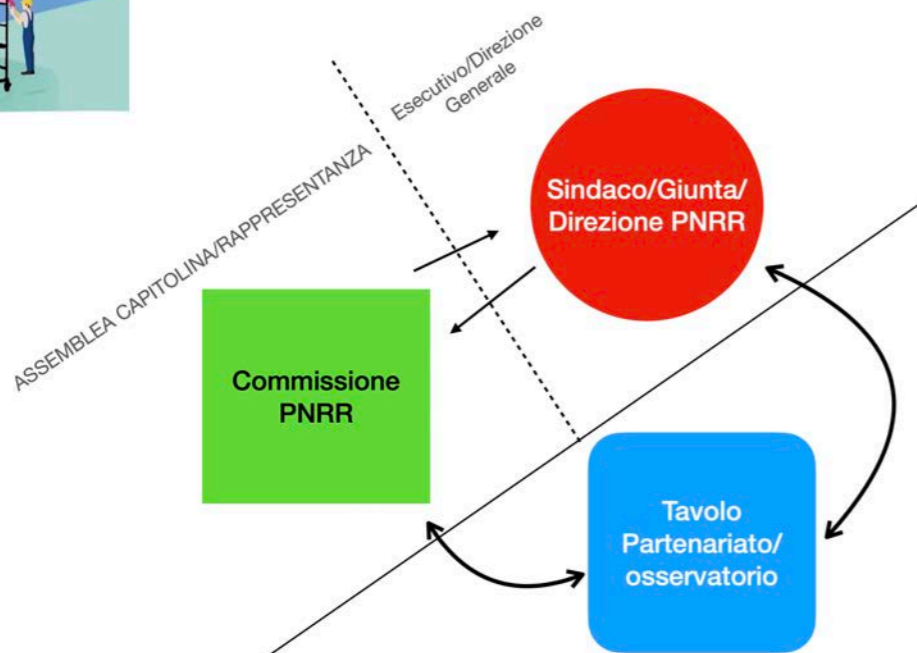 Esecutivo/Direzione
Generale
ASSEMBLEA CAPITOLINA/RAPPRESENTANZA
Sindaco/Giunta/
Direzione PNRR
Commissione
PNRR
Tavolo
Partenariato/
osservatorio